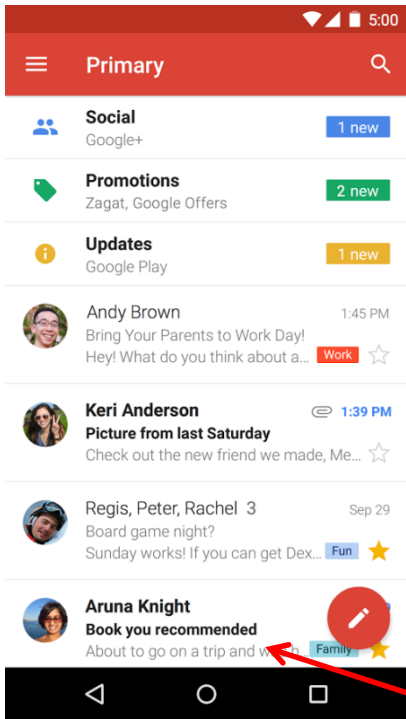 5:00
Primary
Social
Google+
1 new
Promotions
Zagat, Google Offers
2 new
Updates
Google Play
1 new
Andy Brown
1:45 PM
Bring Your Parents to Work Day!
Hey! What do you think about a...
Work
Keri Anderson
1:39 PM
Picture from last Saturday
Check out the new friend we made, Me...
Regis, Peter, Rachel 3
Sep 29
Board game night?
Sunday works! If you can get Dex...
Fun
Aruna Knight
Book you recommended
About to go on a trip and
Family